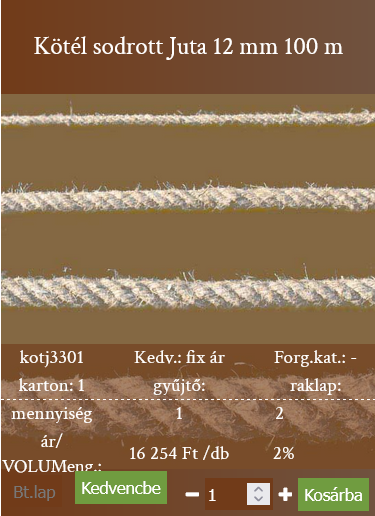 Kötél sodrott Juta 12 mm 100 m
kotj3301 Kedv.: fix ár Forg.kat.: -
karton: 1 gyűjtő: raklap:
mennyiség 1 2
ár/
VOLUMeng.: 16 254 Ft /db 2%
Bt.lap Kedvencbe - 1 + Kosárba